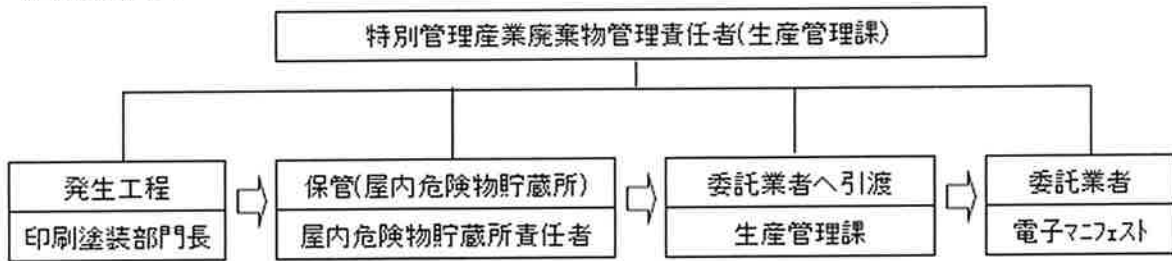 特別管理産業廃棄物管理責任者(生産管理課)
発生工程
印刷塗装部門長
保管(屋内危険物貯蔵所)
屋内危険物貯蔵所責任者
委託業者へ引渡
生産管理課
委託業者
電子マニフェスト